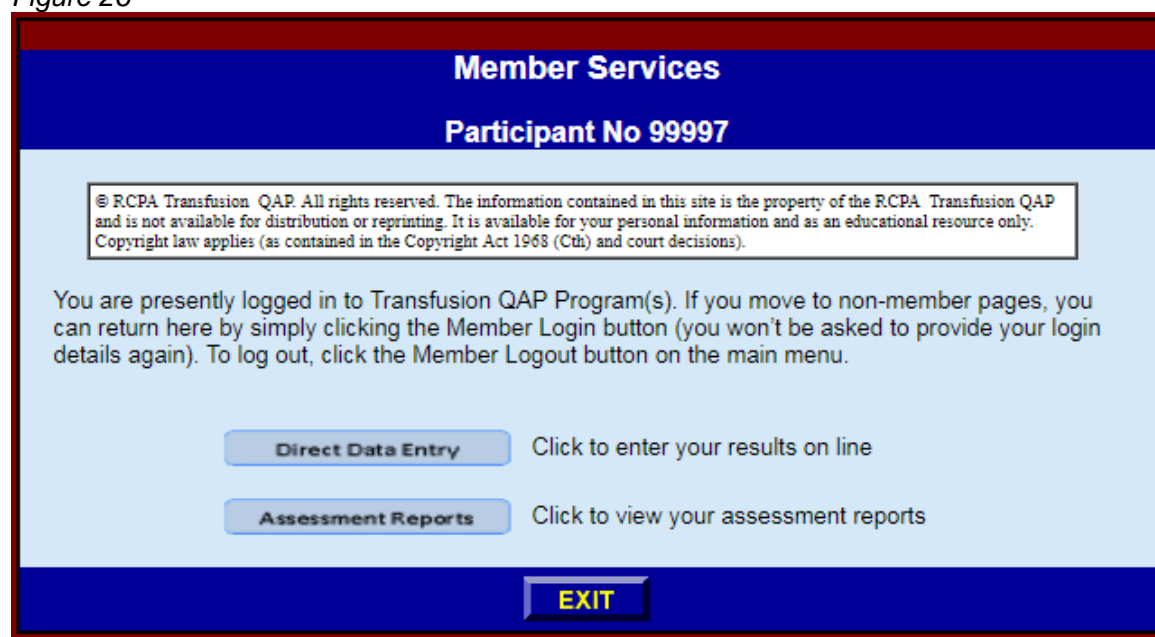 Figure 26
Member Services
Participant No 99997
© RCPA Transfusion QAP. All rights reserved. The information contained in this site is the property of the RCPA Transfusion QAP
and is not available for distribution or reprinting. It is available for your personal information and as an educational resource only.
Copyright law applies (as contained in the Copyright Act 1968 (Cth) and court decisions).
You are presently logged in to Transfusion QAP Program(s). If you move to non-member pages, you
can return here by simply clicking the Member Login button (you won't be asked to provide your login
details again). To log out, click the Member Logout button on the main menu.
Direct Data Entry Click to enter your results on line
Assessment Reports Click to view your assessment reports
EXIT